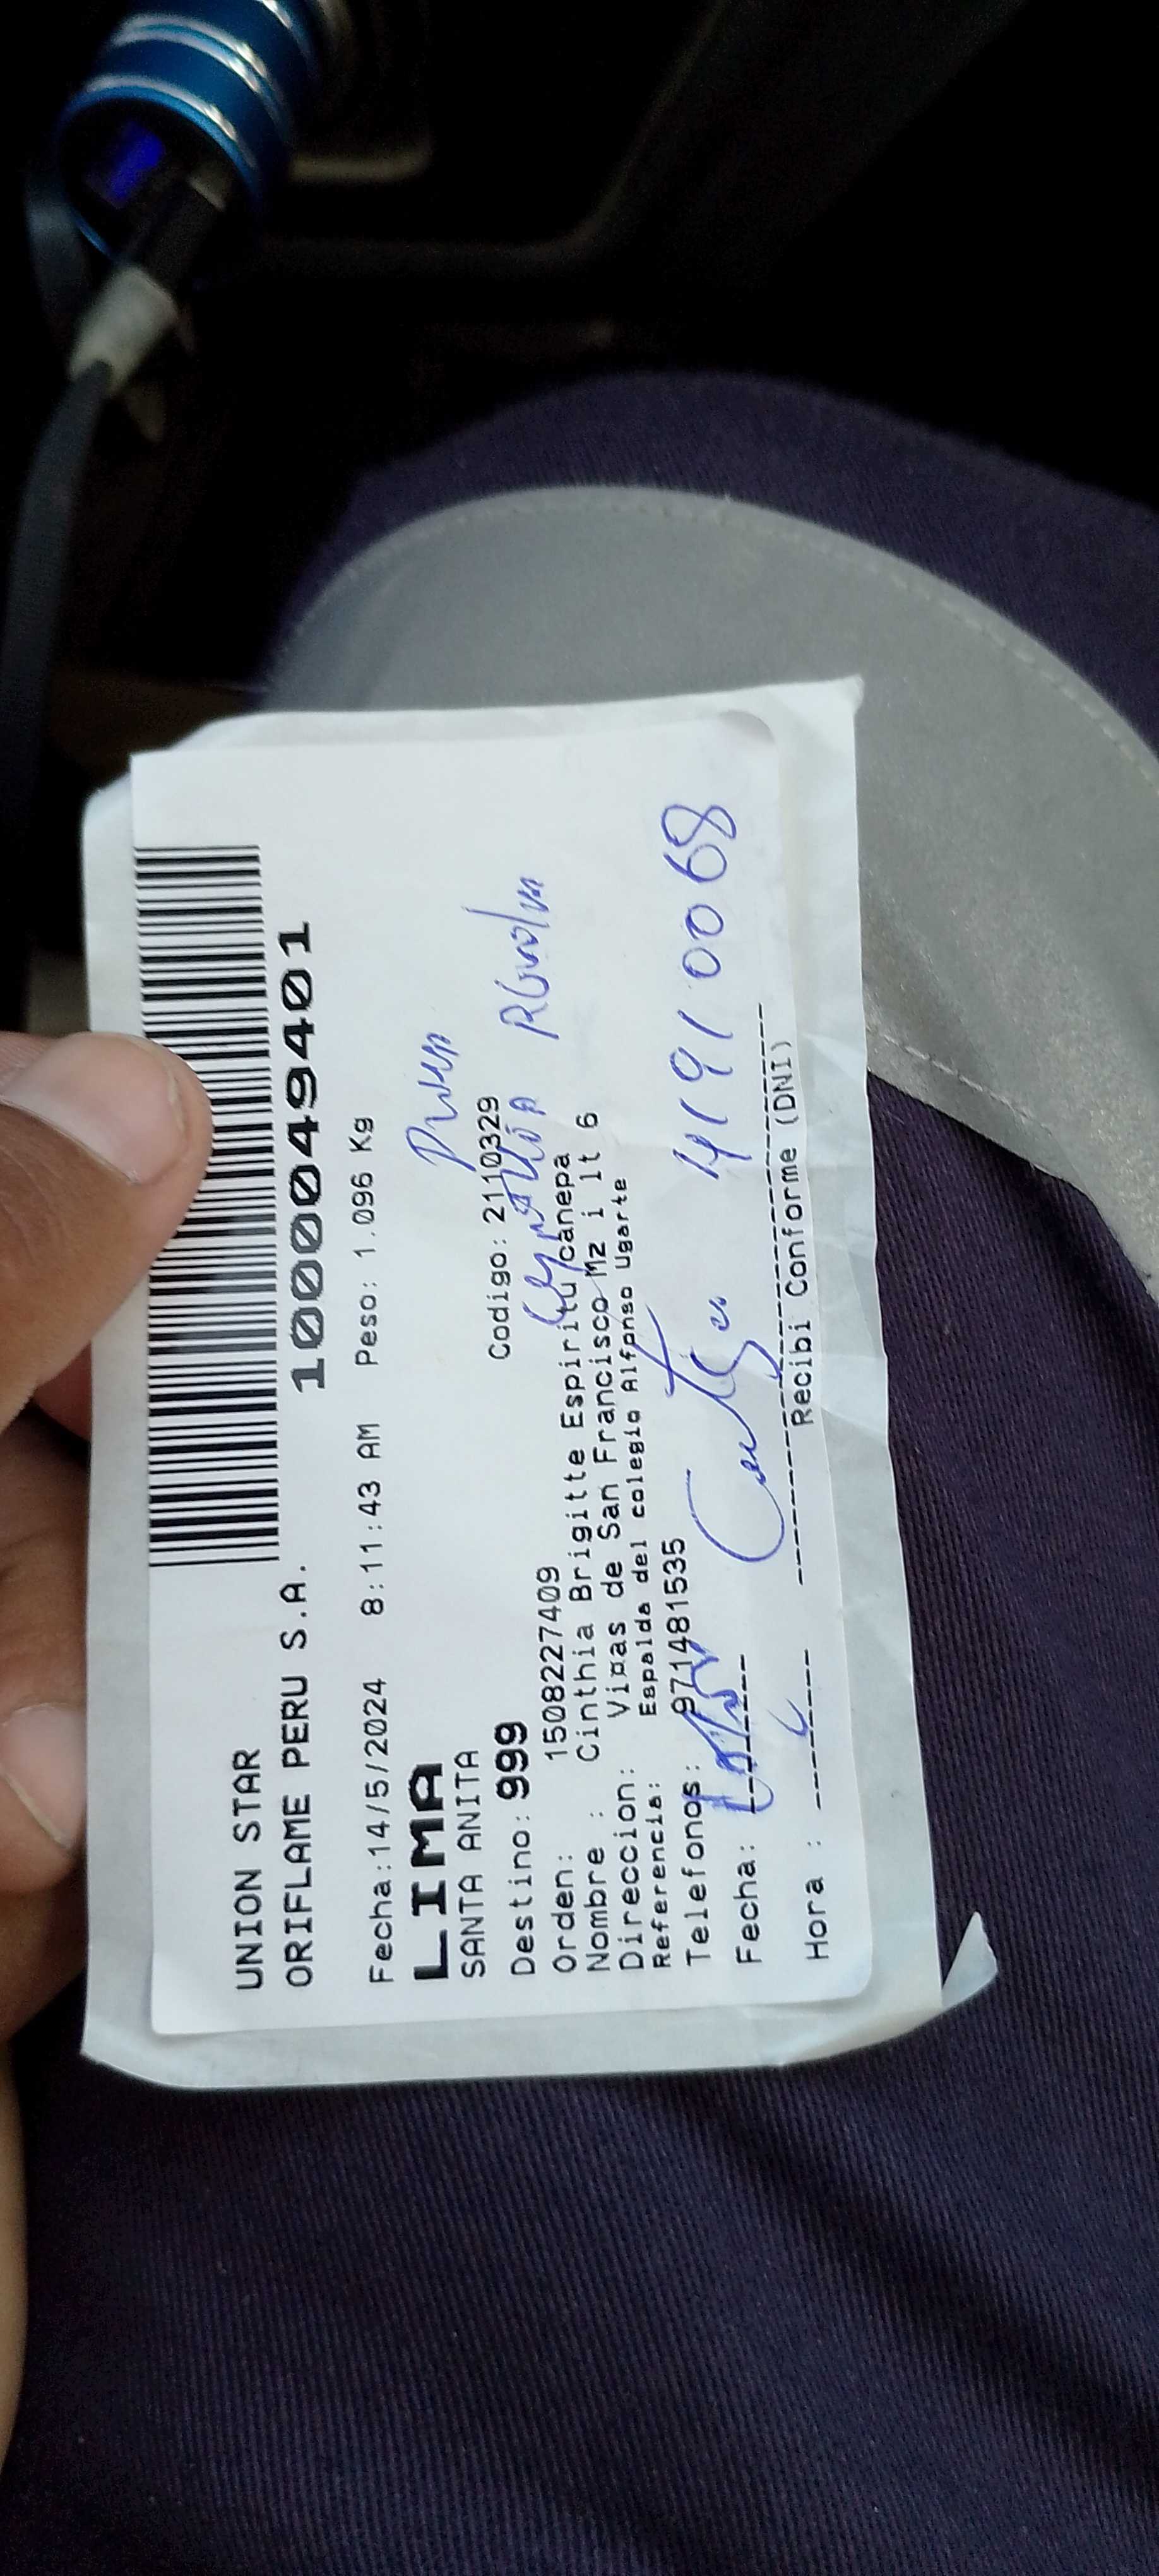 UNION STAR
ORIFLAME PERU S.A.
1000049401
Fecha:14/5/2024 8:11:43 AM Peso: 1.096 Kg
LIMA
SANTA ANITA
Destino: 999 Codigo: 2110329
Orden: 1508227409
Nombre : Cinthia Brigitte Espiritu canepa
Direccion: Viñas de San Francisco Mz i lt 6
Referencia: Espalda del colegio Alfonso Ugarte
Telefonos: 971481535
41910068
Fecha:
Hora :
Recibi Conforme (DNI)